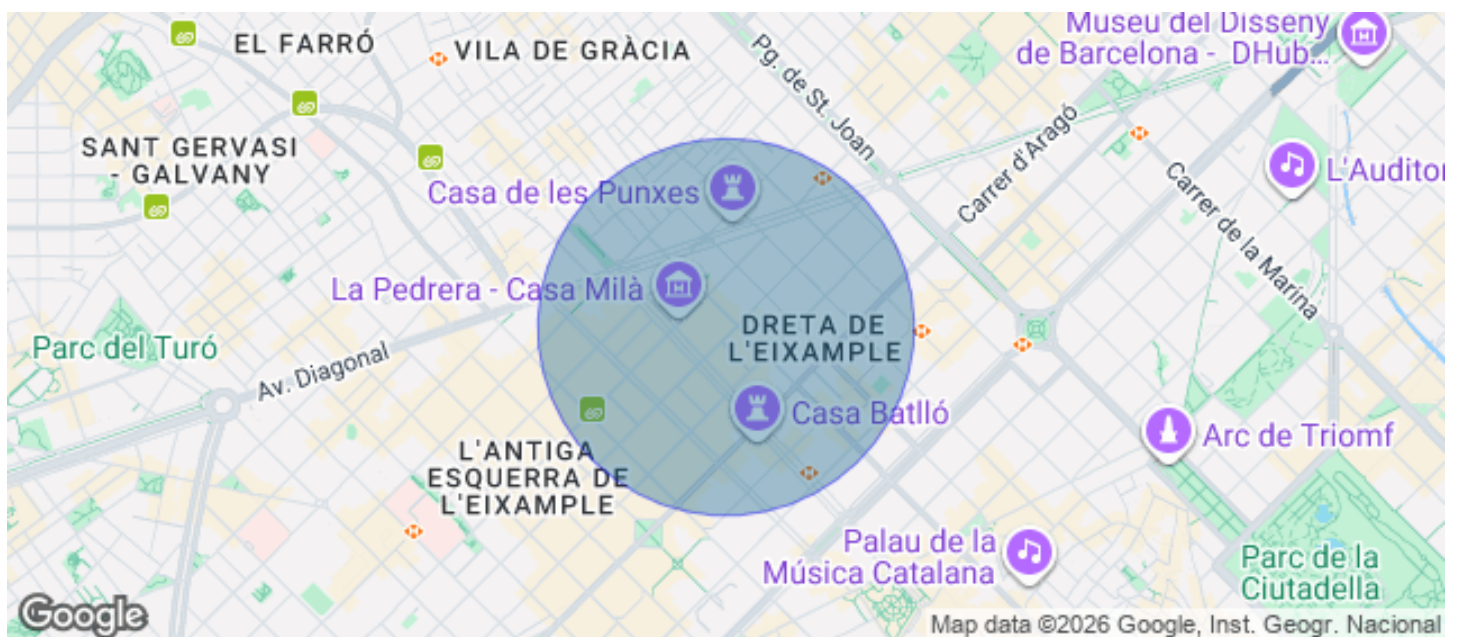 EL FARRÓ
VILA DE GRÀCIA
Pg. de St. Joan
Museu del Disseny
de Barcelona - DHub...
SANT GERVASI
- GALVANY
Casa de les Punxes
Carrer d'Aragó
L'Auditor
Carrer de la Marina
La Pedrera - Casa Milà
DRETA DE
L'EIXAMPLE
Parc del Turó
Av. Diagonal
Casa Batlló
Arc de Triomf
L'ANTIGA
ESQUERRA DE
L'EIXAMPLE
Palau de la
Música Catalana
Parc de la
Ciutadella
Google
Map data ©2026 Google, Inst. Geogr. Nacional